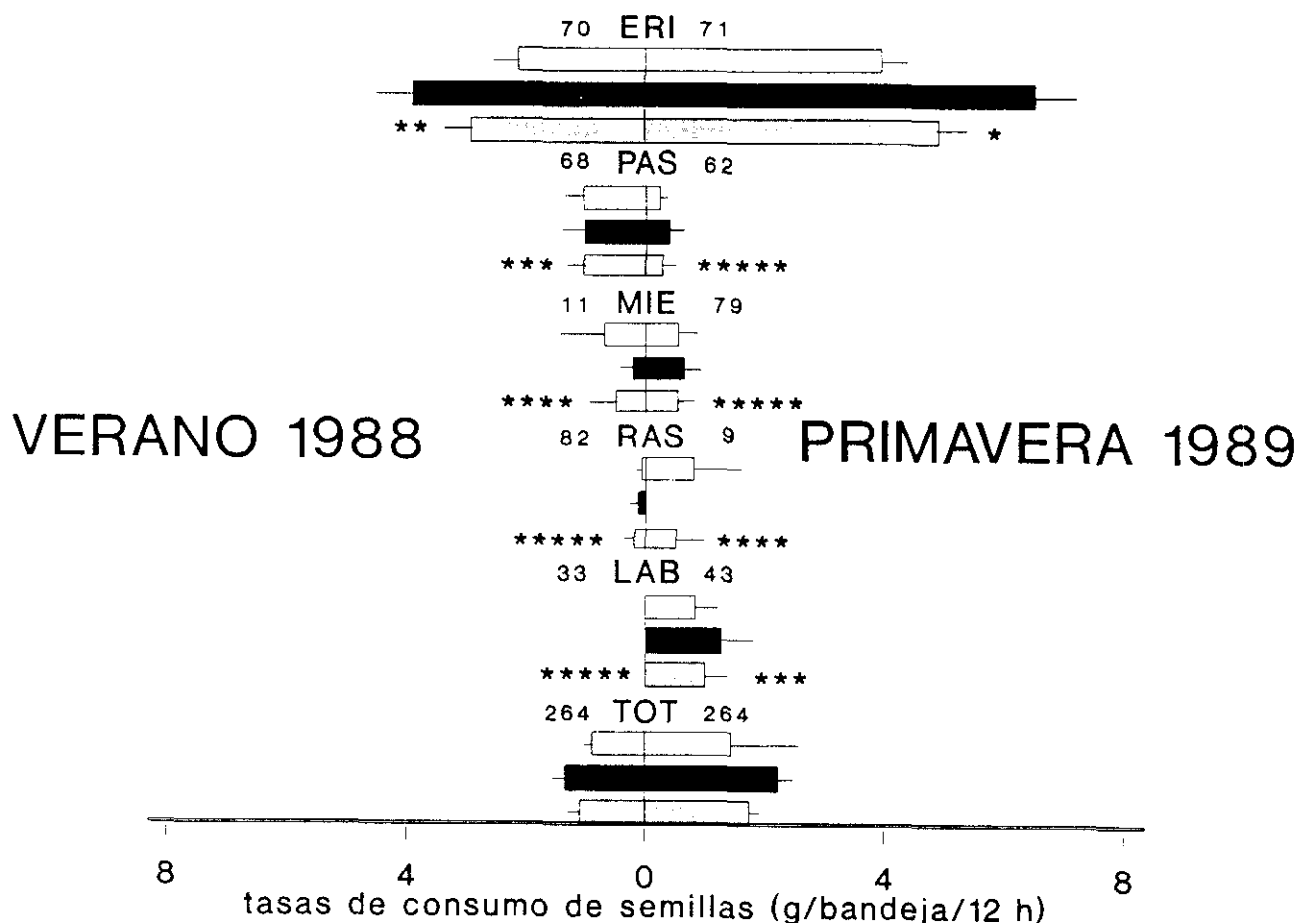 70 ERI 71
** *
68 PAS 62
*** *****
11 MIE 79
**** *****
VERANO 1988 PRIMAVERA 1989
82 RAS 9
***** ****
33 LAB 43
***** ***
264 TOT 264
8 4 0 4 8
tasas de consumo de semillas (g/bandeja/12 h)